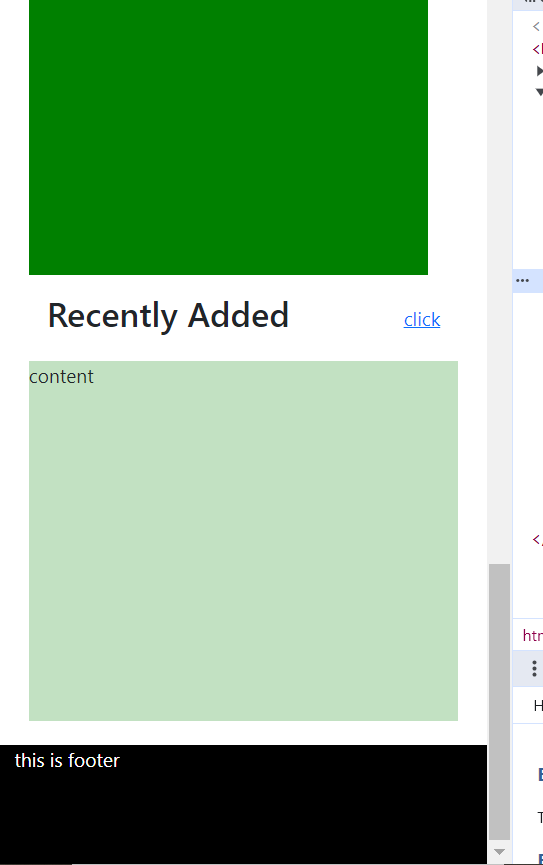 Recently Added
click
content
this is footer